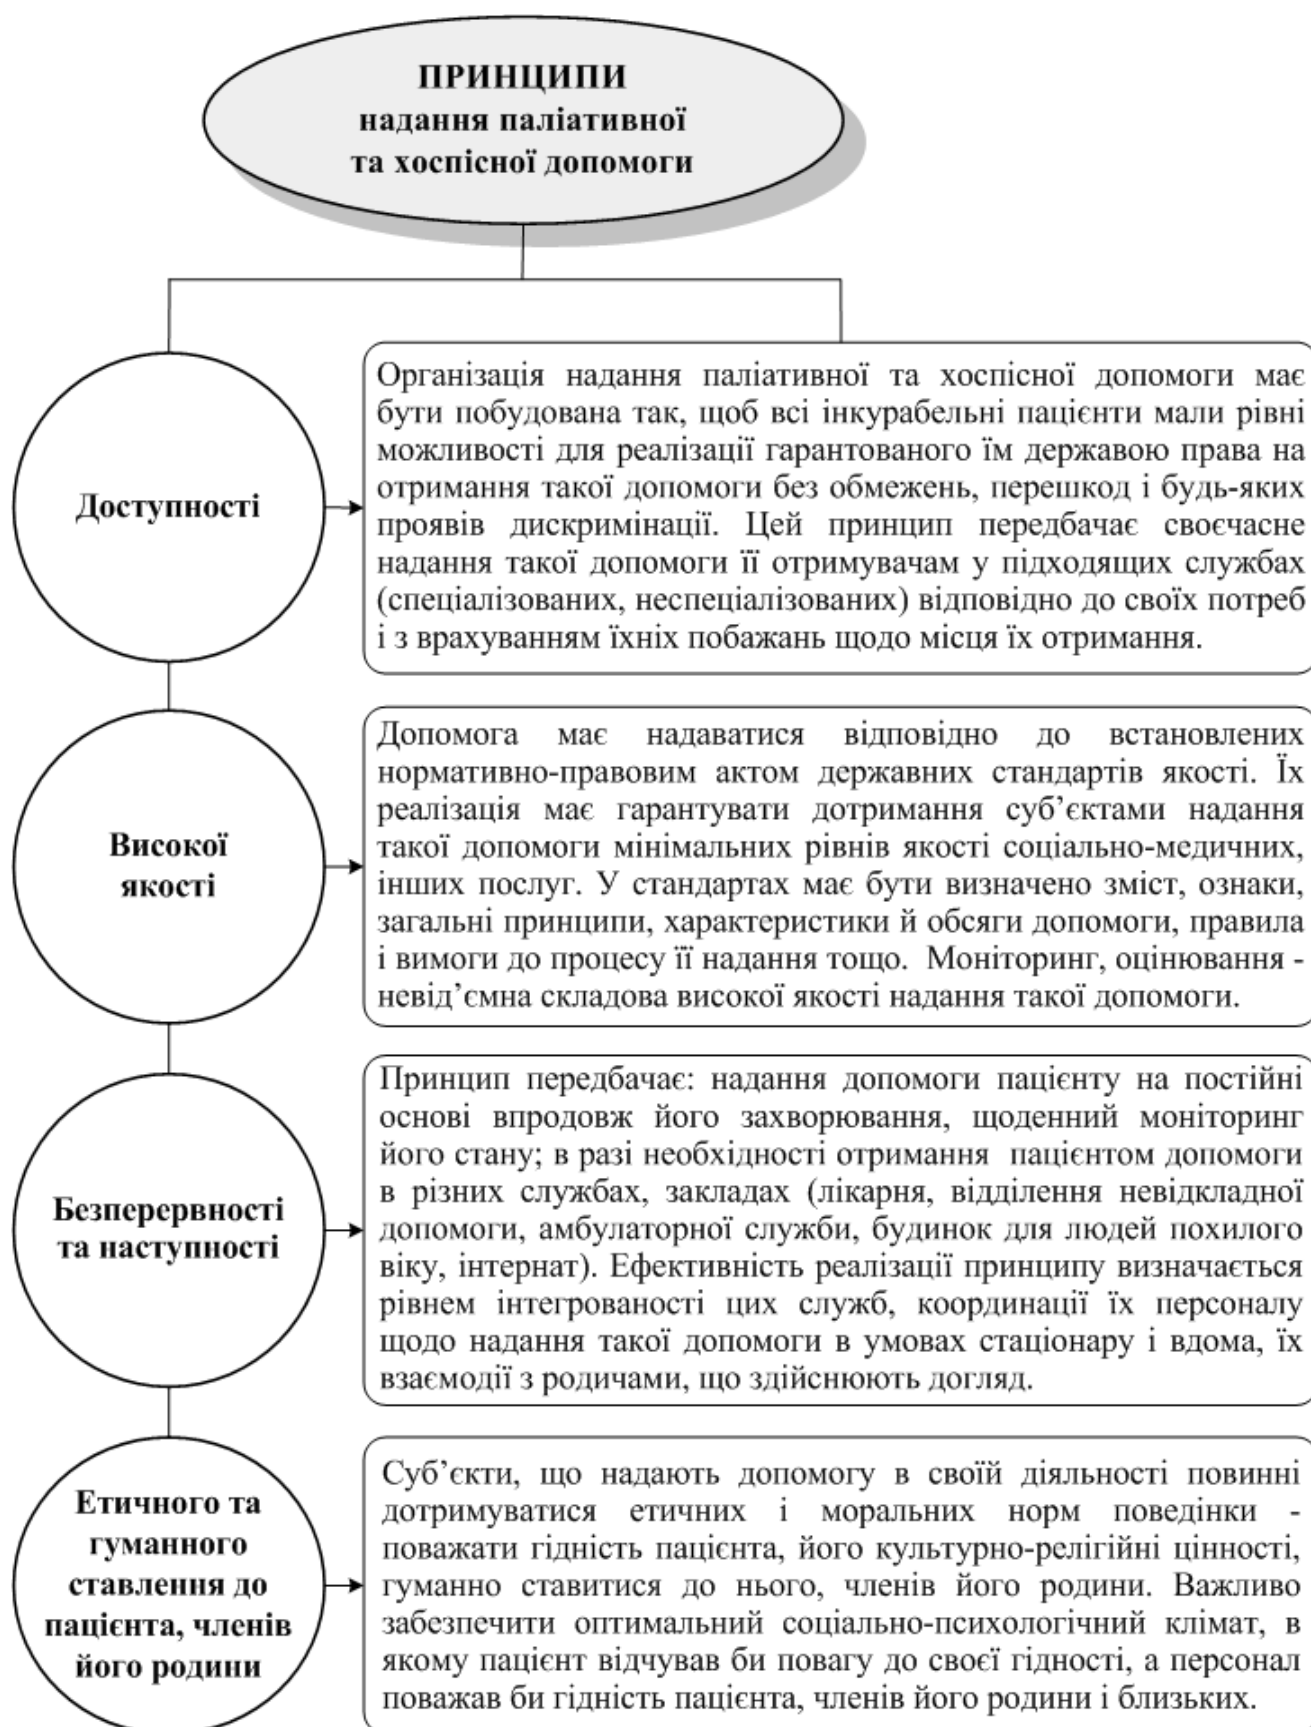 ПРИНЦИПИ
надання паліативної
та хоспісної допомоги
Доступності
Організація надання паліативної та хоспісної допомоги має
бути побудована так, щоб всі інкурабельні пацієнти мали рівні
можливості для реалізації гарантованого їм державою права на
отримання такої допомоги без обмежень, перешкод і будь-яких
проявів дискримінації. Цей принцип передбачає своєчасне
надання такої допомоги її отримувачам у підходящих службах
(спеціалізованих, неспеціалізованих) відповідно до своїх потреб
і з врахуванням їхніх побажань щодо місця їх отримання.
Високої
якості
Допомога має надаватися відповідно до встановлених
нормативно-правовим актом державних стандартів якості. Їх
реалізація має гарантувати дотримання суб’єктами надання
такої допомоги мінімальних рівнів якості соціально-медичних,
інших послуг. У стандартах має бути визначено зміст, ознаки,
загальні принципи, характеристики й обсяги допомоги, правила
і вимоги до процесу її надання тощо. Моніторинг, оцінювання -
невід’ємна складова високої якості надання такої допомоги.
Безперервності
та наступності
Принцип передбачає: надання допомоги пацієнту на постійні
основі впродовж його захворювання, щоденний моніторинг
його стану; в разі необхідності отримання пацієнтом допомоги
в різних службах, закладах (лікарня, відділення невідкладної
допомоги, амбулаторної служби, будинок для людей похилого
віку, інтернат). Ефективність реалізації принципу визначається
рівнем інтегрованості цих служб, координації їх персоналу
щодо надання такої допомоги в умовах стаціонару і вдома, їх
взаємодії з родичами, що здійснюють догляд.
Етичного та
гуманного
ставлення до
пацієнта, членів
його родини
Суб’єкти, що надають допомогу в своїй діяльності повинні
дотримуватися етичних і моральних норм поведінки -
поважати гідність пацієнта, його культурно-релігійні цінності,
гуманно ставитися до нього, членів його родини. Важливо
забезпечити оптимальний соціально-психологічний клімат, в
якому пацієнт відчував би повагу до своєї гідності, а персонал
поважав би гідність пацієнта, членів його родини і близьких.